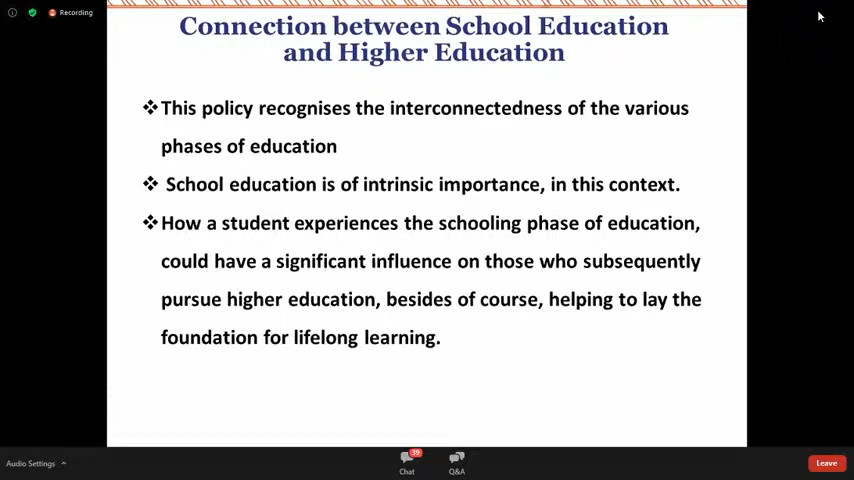 Recording
Connection between School Education
and Higher Education
❖This policy recognises the interconnectedness of the various
phases of education
❖ School education is of intrinsic importance, in this context.
❖How a student experiences the schooling phase of education,
could have a significant influence on those who subsequently
pursue higher education, besides of course, helping to lay the
foundation for lifelong learning.
Audio Settings
39
Chat
Q&A
Leave